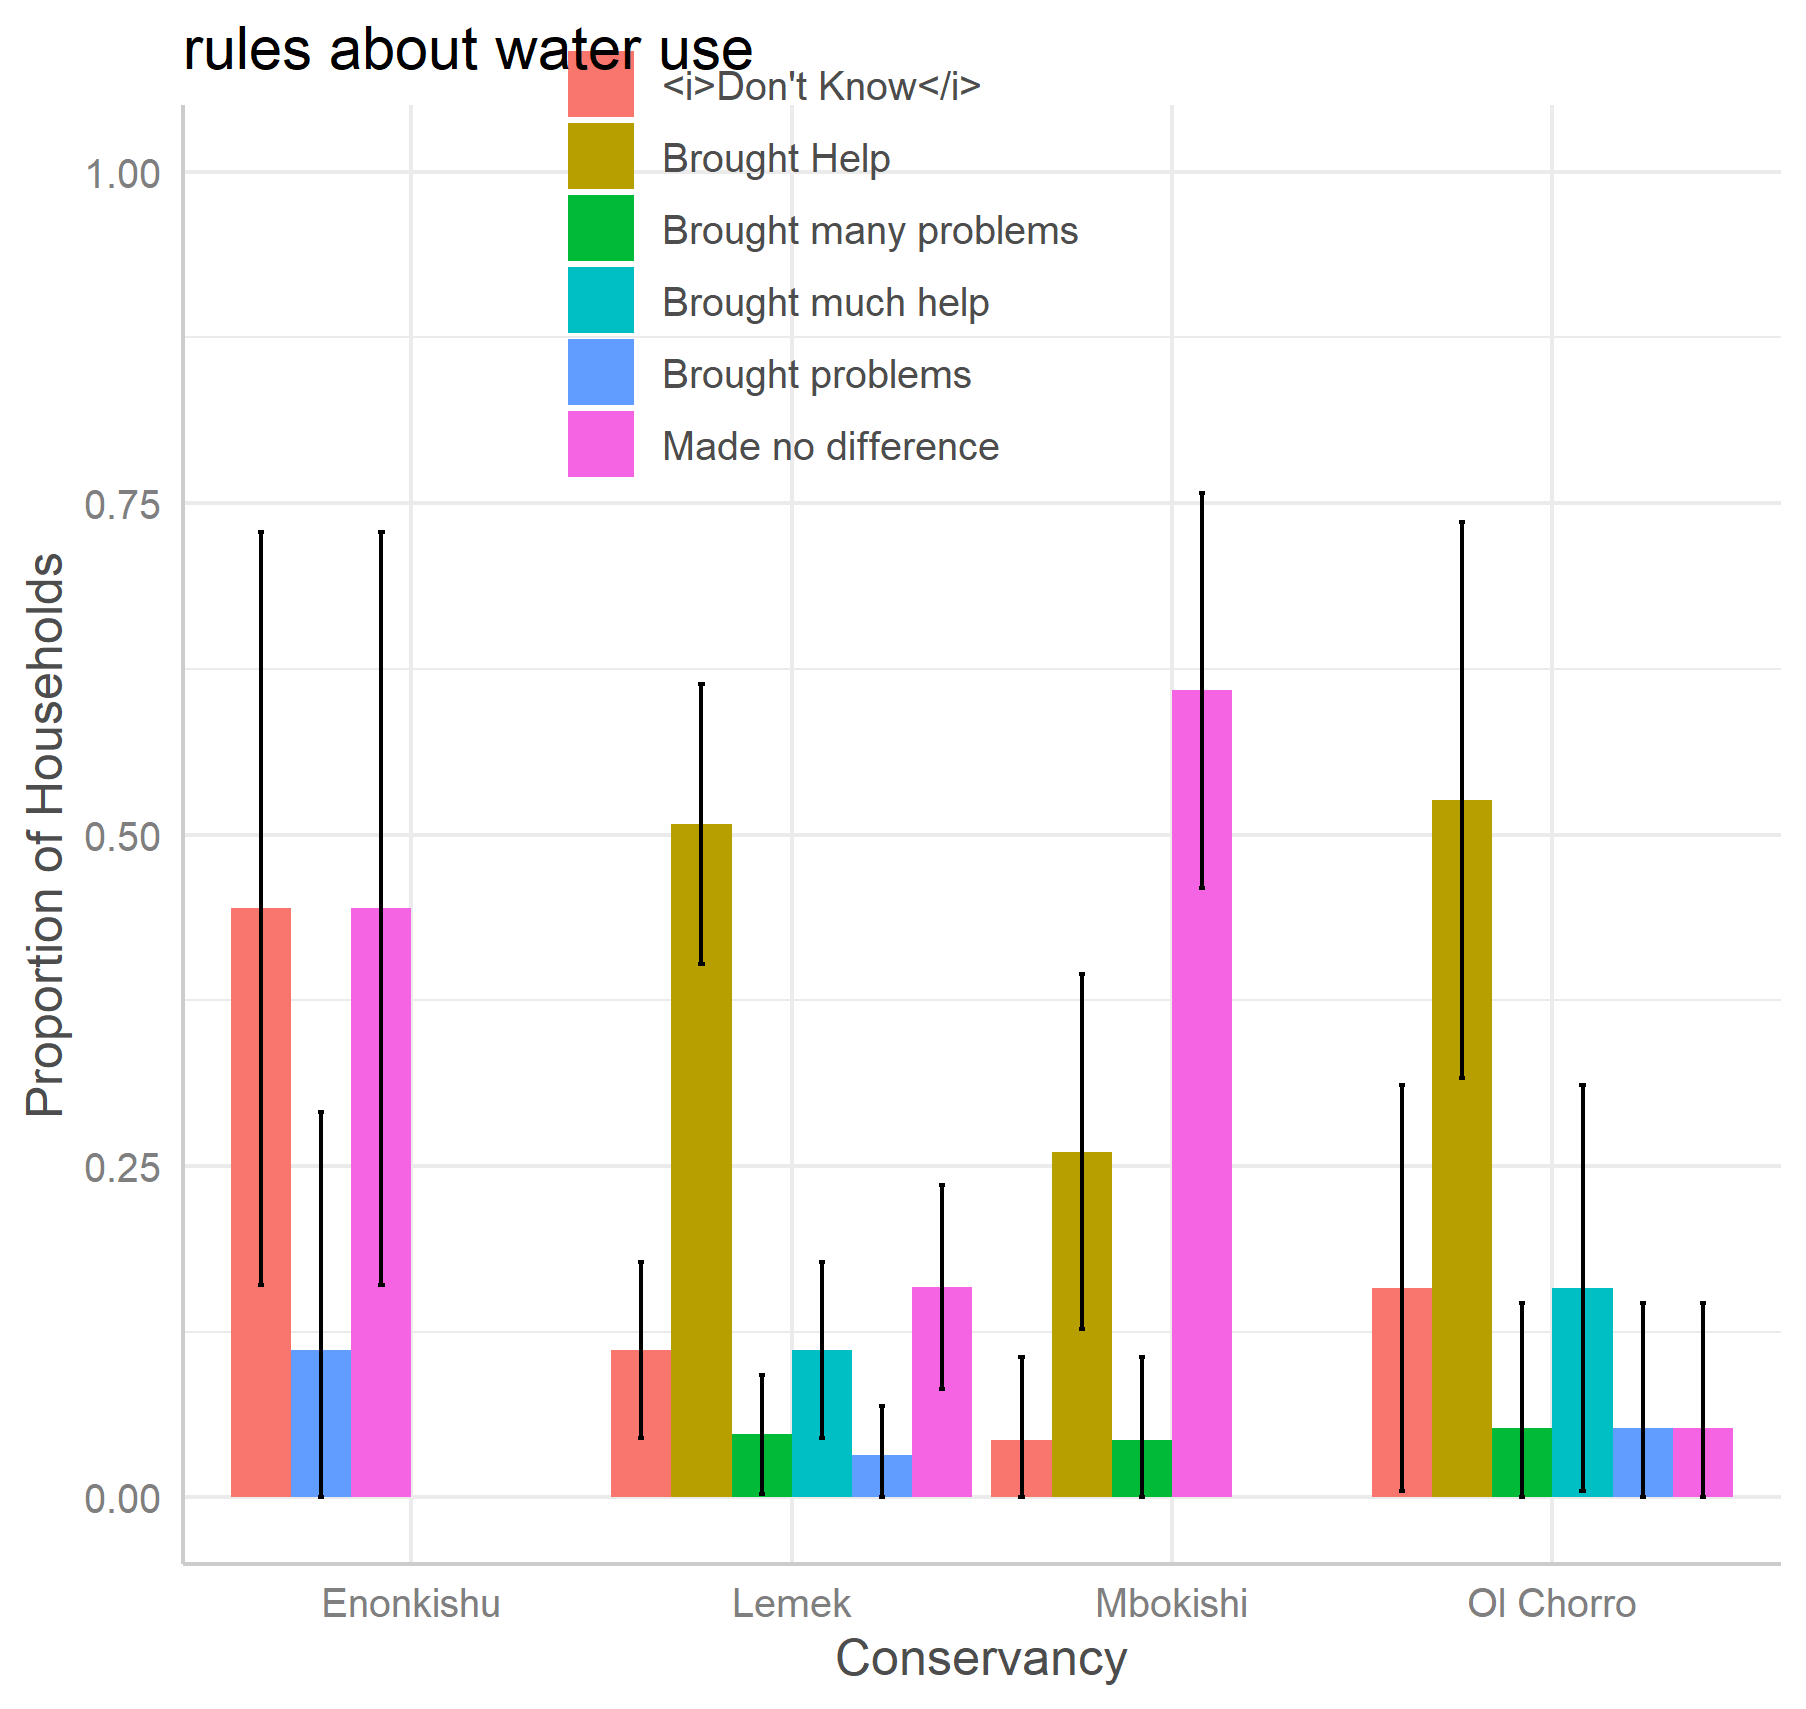 rules about water use
<i>Don't Know</i>
Brought Help
Brought many problems
Brought much help
Brought problems
Made no difference
1.00
0.75
0.50
0.25
0.00
Proportion of Households
Enonkishu
Lemek
Mbokishi
Ol Chorro
Conservancy